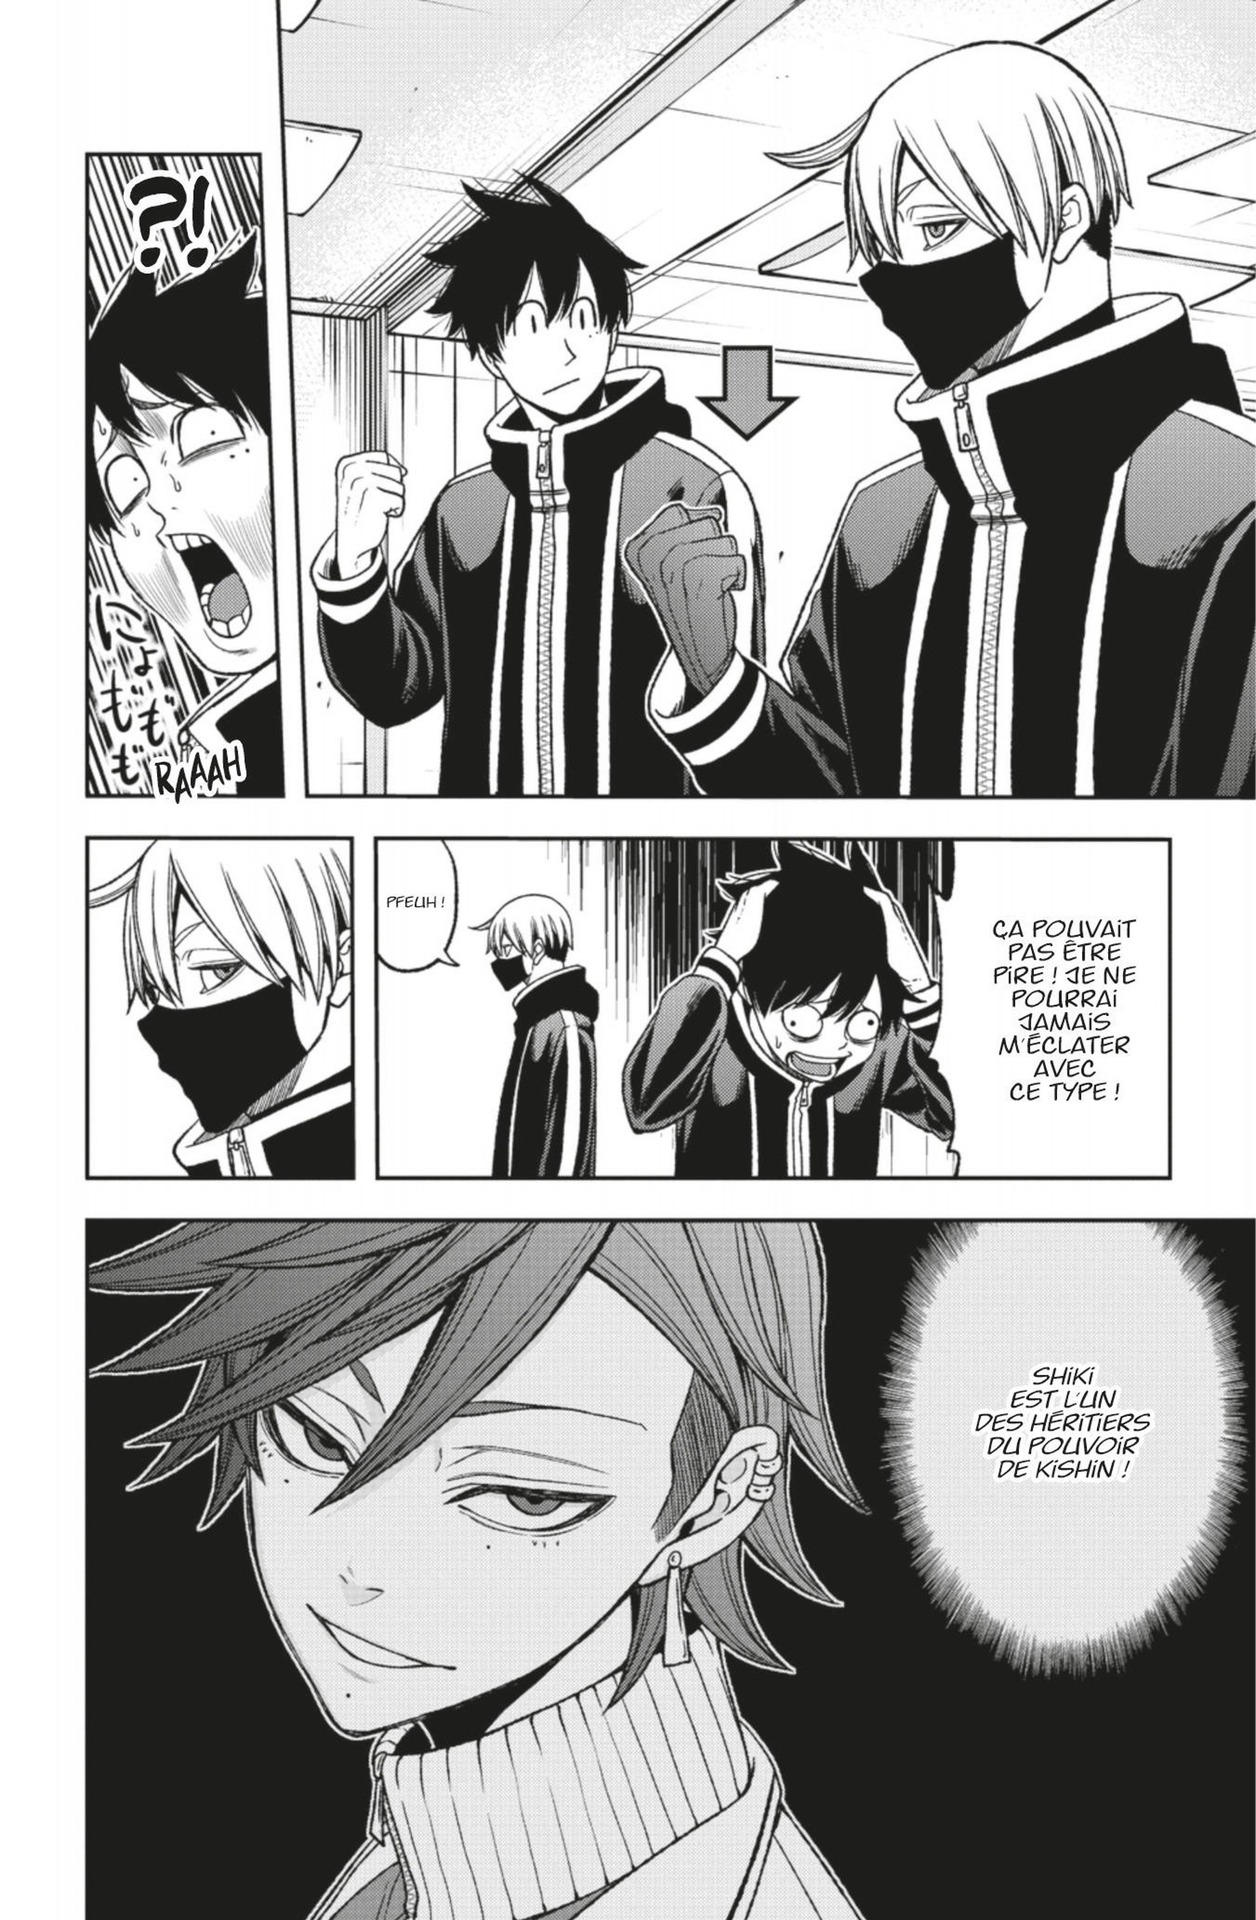 ?!
にょ
もも゛
も゛
RAAAH
ÇA POUVAIT
PAS ÊTRE
PIRE ! JE NE
POURRAI
JAMAIS
M'ÉCLATER
AVEC
CE TYPE !
PFEUH !
SHIKI
EST L'UN
DES HÉRITIERS
DU POUVOIR
DE KISHIN !